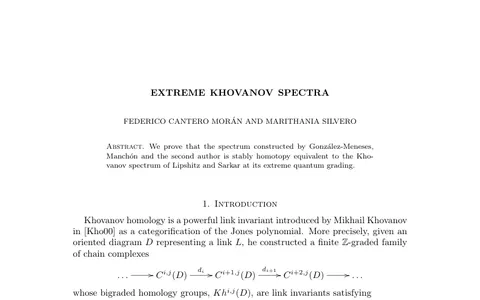 EXTREME KHOVANOV SPECTRA
FEDERICO CANTERO MORÁN AND MARITHANIA SILVERO
Abstract. We prove that the spectrum constructed by González-Meneses,
Manchón and the second author is stably homotopy equivalent to the Kho-
vanov spectrum of Lipshitz and Sarkar at its extreme quantum grading.
1. Introduction
Khovanov homology is a powerful link invariant introduced by Mikhail Khovanov
in [Kho00] as a categorification of the Jones polynomial. More precisely, given an
oriented diagram D representing a link L, he constructed a finite ℤ-graded family
of chain complexes
… ⟶ C^{i,j}(D) ⟶^{d_i} C^{i+1,j}(D) ⟶^{d_{i+1}} C^{i+2,j}(D) ⟶ …
whose bigraded homology groups, Kh^{i,j}(D), are link invariants satisfying